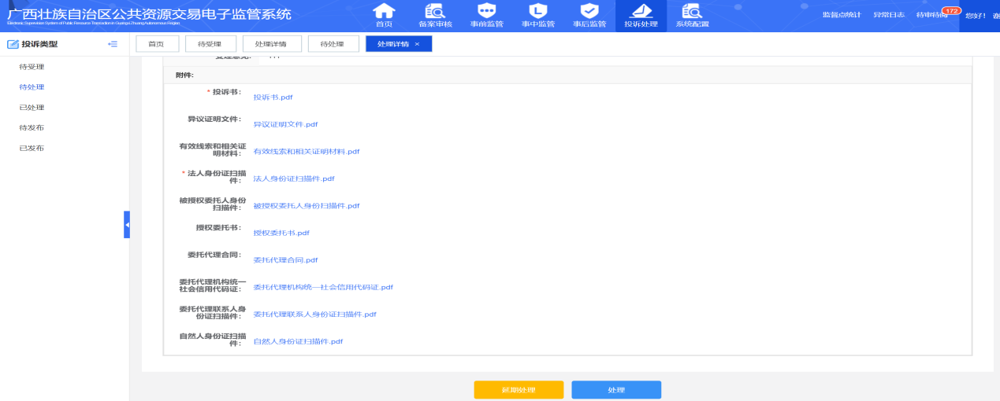 广西壮族自治区公共资源交易电子监管系统
Electronic Supervision System of Public Resource Transaction in Guangxi Zhuang Autonomous Region
首页
备案审核
事前监管
事中监管
事后监管
投诉处理
系统配置
监督点统计
异常日志
172
您好！
投诉类型
首页
待受理
处理详情
待处理
处理详情 ×
待受理
待处理
已处理
待发布
已发布
附件:
* 投诉书：
投诉书.pdf
异议证明文件：
异议证明文件.pdf
有效线索和相关证
明材料：
有效线索和相关证明材料.pdf
* 法人身份证扫描
件：
法人身份证扫描件.pdf
被授权委托人身份
扫描件：
被授权委托人身份扫描件.pdf
授权委托书：
授权委托书.pdf
委托代理合同：
委托代理合同.pdf
委托代理机构统一
社会信用代码证：
委托代理机构统一社会信用代码证.pdf
委托代理联系人身
份证扫描件：
委托代理联系人身份证扫描件.pdf
自然人身份证扫描
件：
自然人身份证扫描件.pdf
延期处理
处理